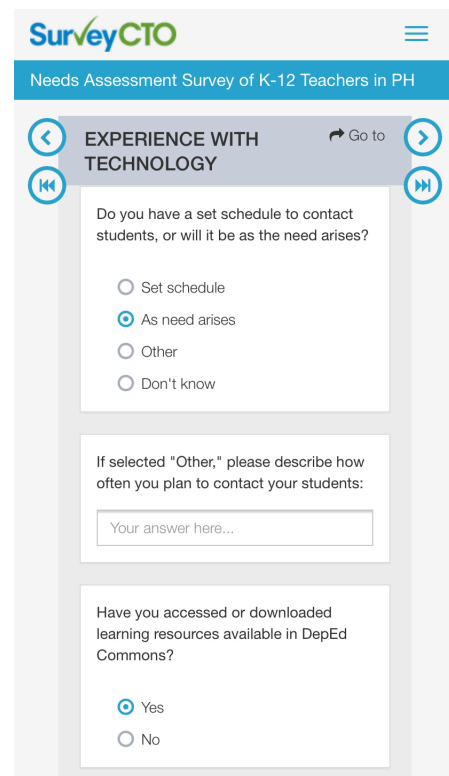 SurveyCTO
Needs Assessment Survey of K-12 Teachers in PH
EXPERIENCE WITH
TECHNOLOGY
Go to
Do you have a set schedule to contact
students, or will it be as the need arises?
Set schedule
As need arises
Other
Don't know
If selected "Other," please describe how
often you plan to contact your students:
Your answer here...
Have you accessed or downloaded
learning resources available in DepEd
Commons?
Yes
No